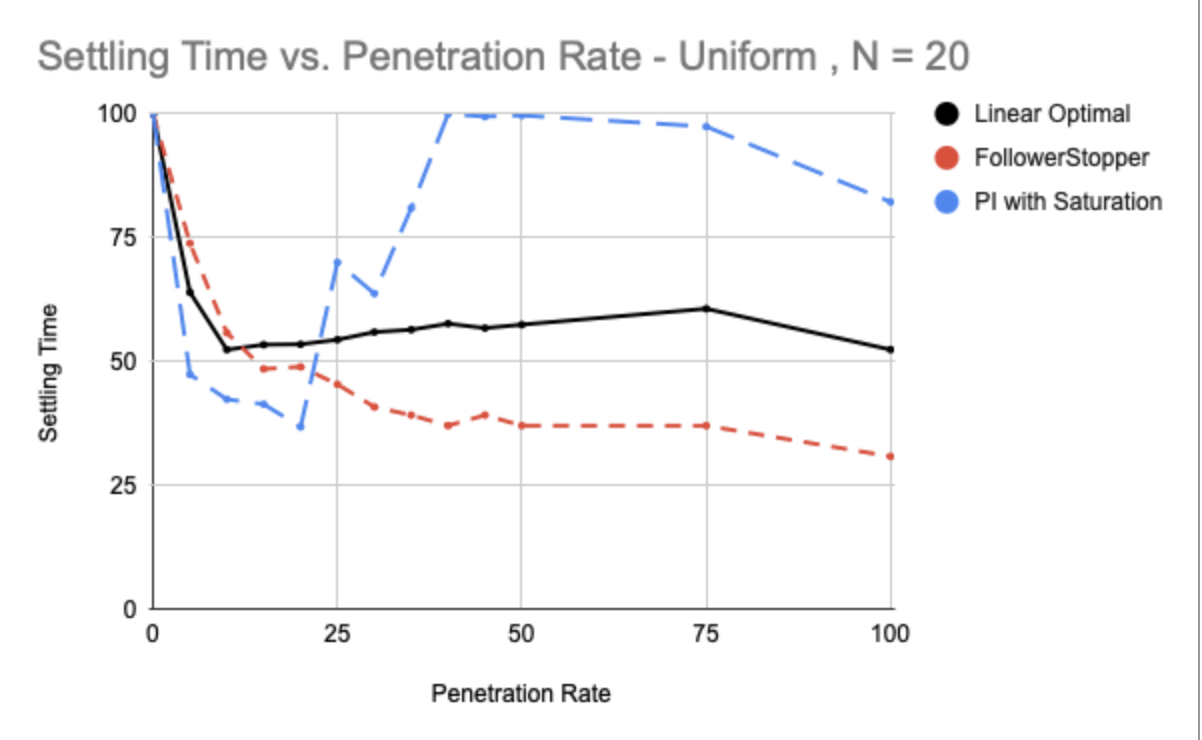 Settling Time vs. Penetration Rate - Uniform , N = 20
100
75
50
25
0
Settling Time
0 25 50 75 100
Penetration Rate
Linear Optimal
FollowerStopper
PI with Saturation